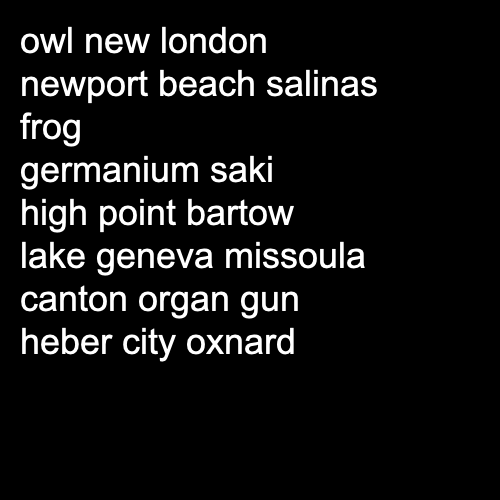 owl new london
newport beach salinas
frog
germanium saki
high point bartow
lake geneva missoula
canton organ gun
heber city oxnard